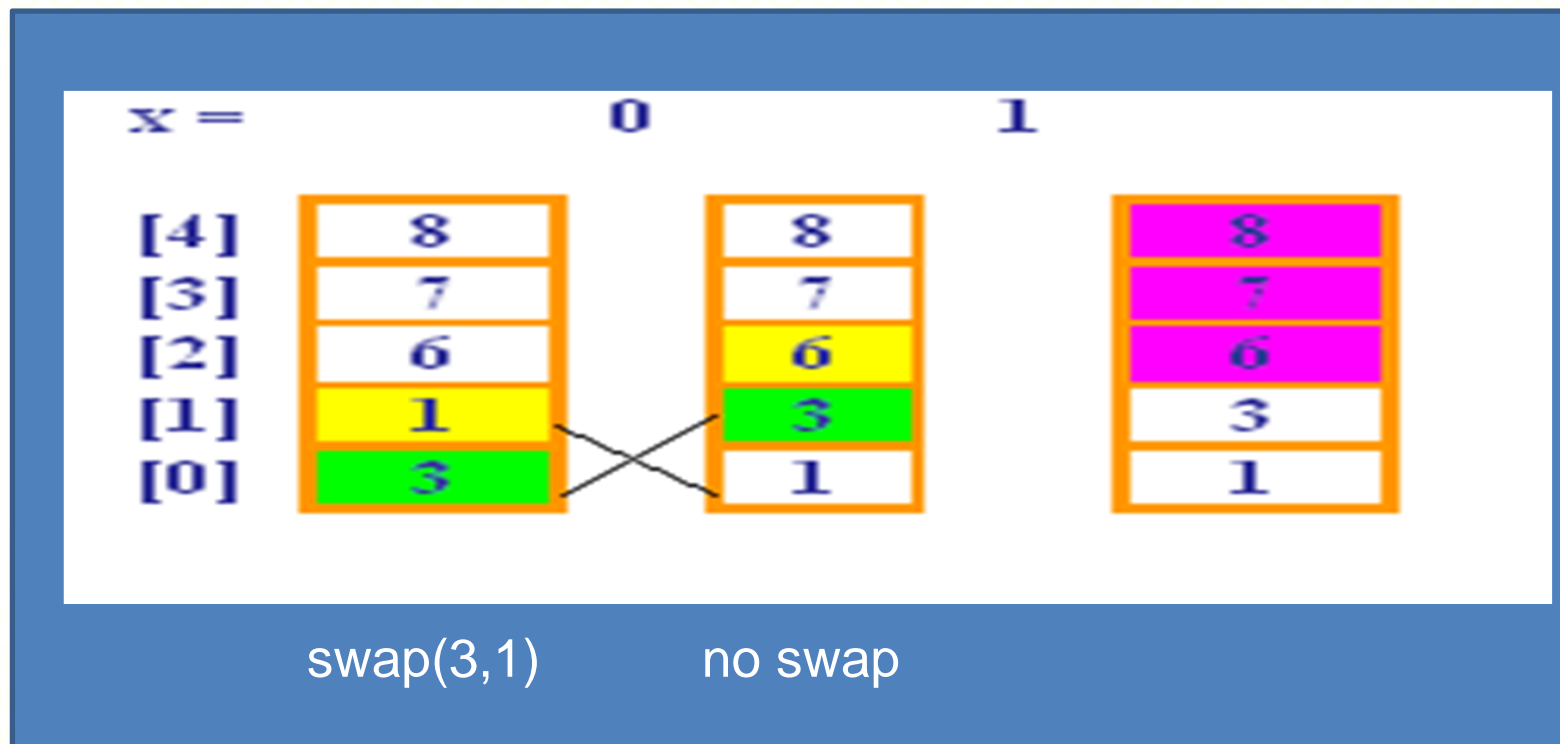 x = 0 1
[4] 8 8 8
[3] 7 7 7
[2] 6 6 6
[1] 1 3 3
[0] 3 1 1
swap(3,1) no swap